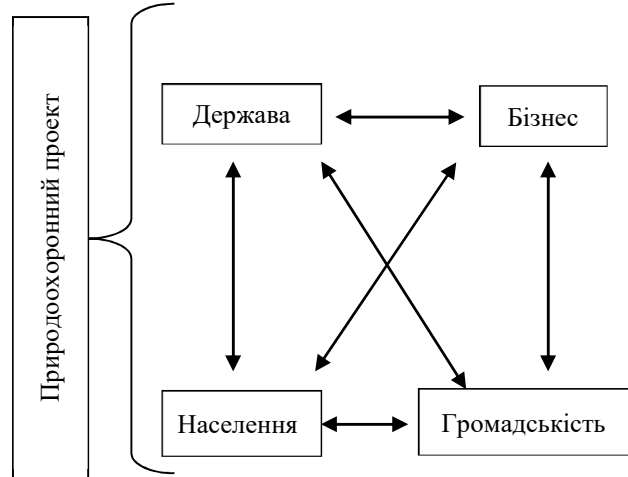 Природоохоронний проект
Держава
Бізнес
Населення
Громадськість